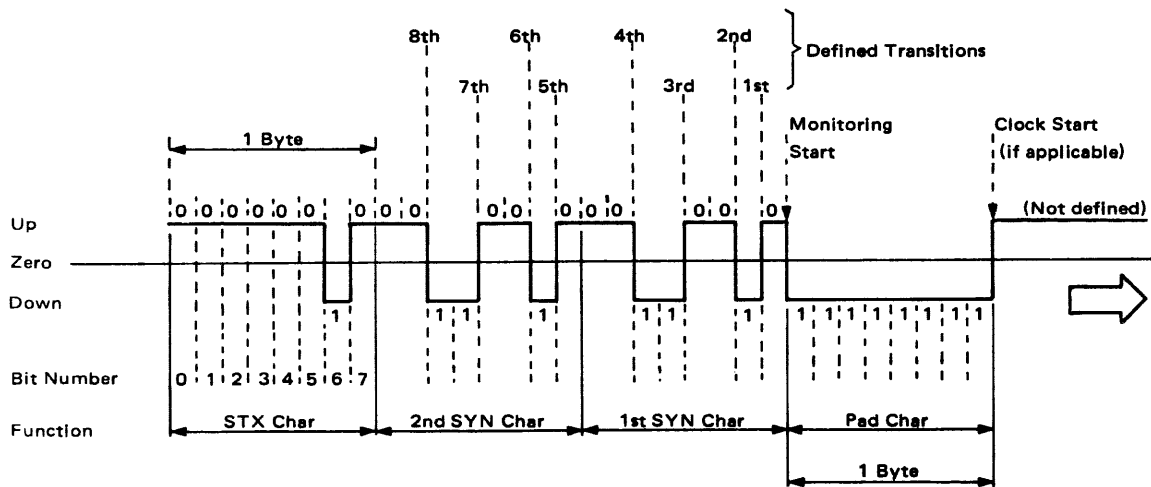 8th 6th 4th 2nd
Defined Transitions
7th 5th 3rd 1st
1 Byte
Monitoring Start
Clock Start (if applicable)
0 0 0 0 0 0 0 0 0 0 0 0 0 0 0 0 0 0
Up
(Not defined)
Zero
Down
1 1 1 1 1 1 1 1 1 1 1 1 1 1 1
Bit Number 0 1 2 3 4 5 6 7
Function
STX Char 2nd SYN Char 1st SYN Char Pad Char
1 Byte